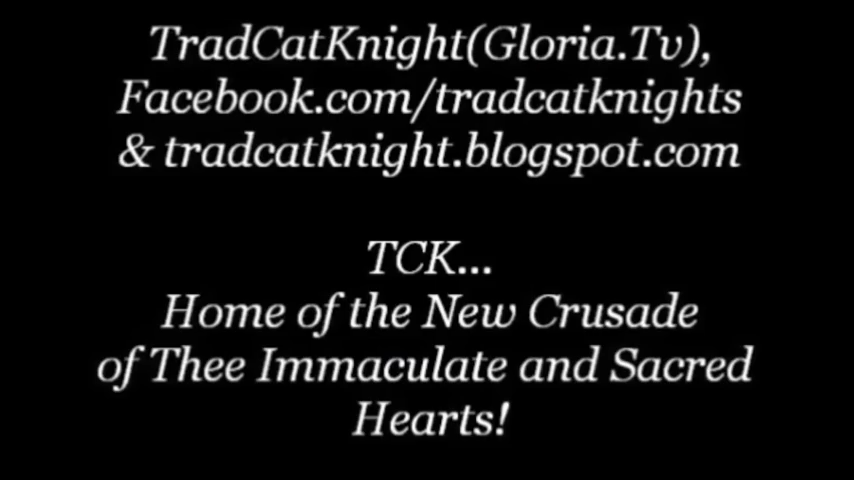 TradCatKnight(Gloria.Tv),
Facebook.com/tradcatknights
& tradcatknight.blogspot.com
TCK...
Home of the New Crusade
of Thee Immaculate and Sacred
Hearts!